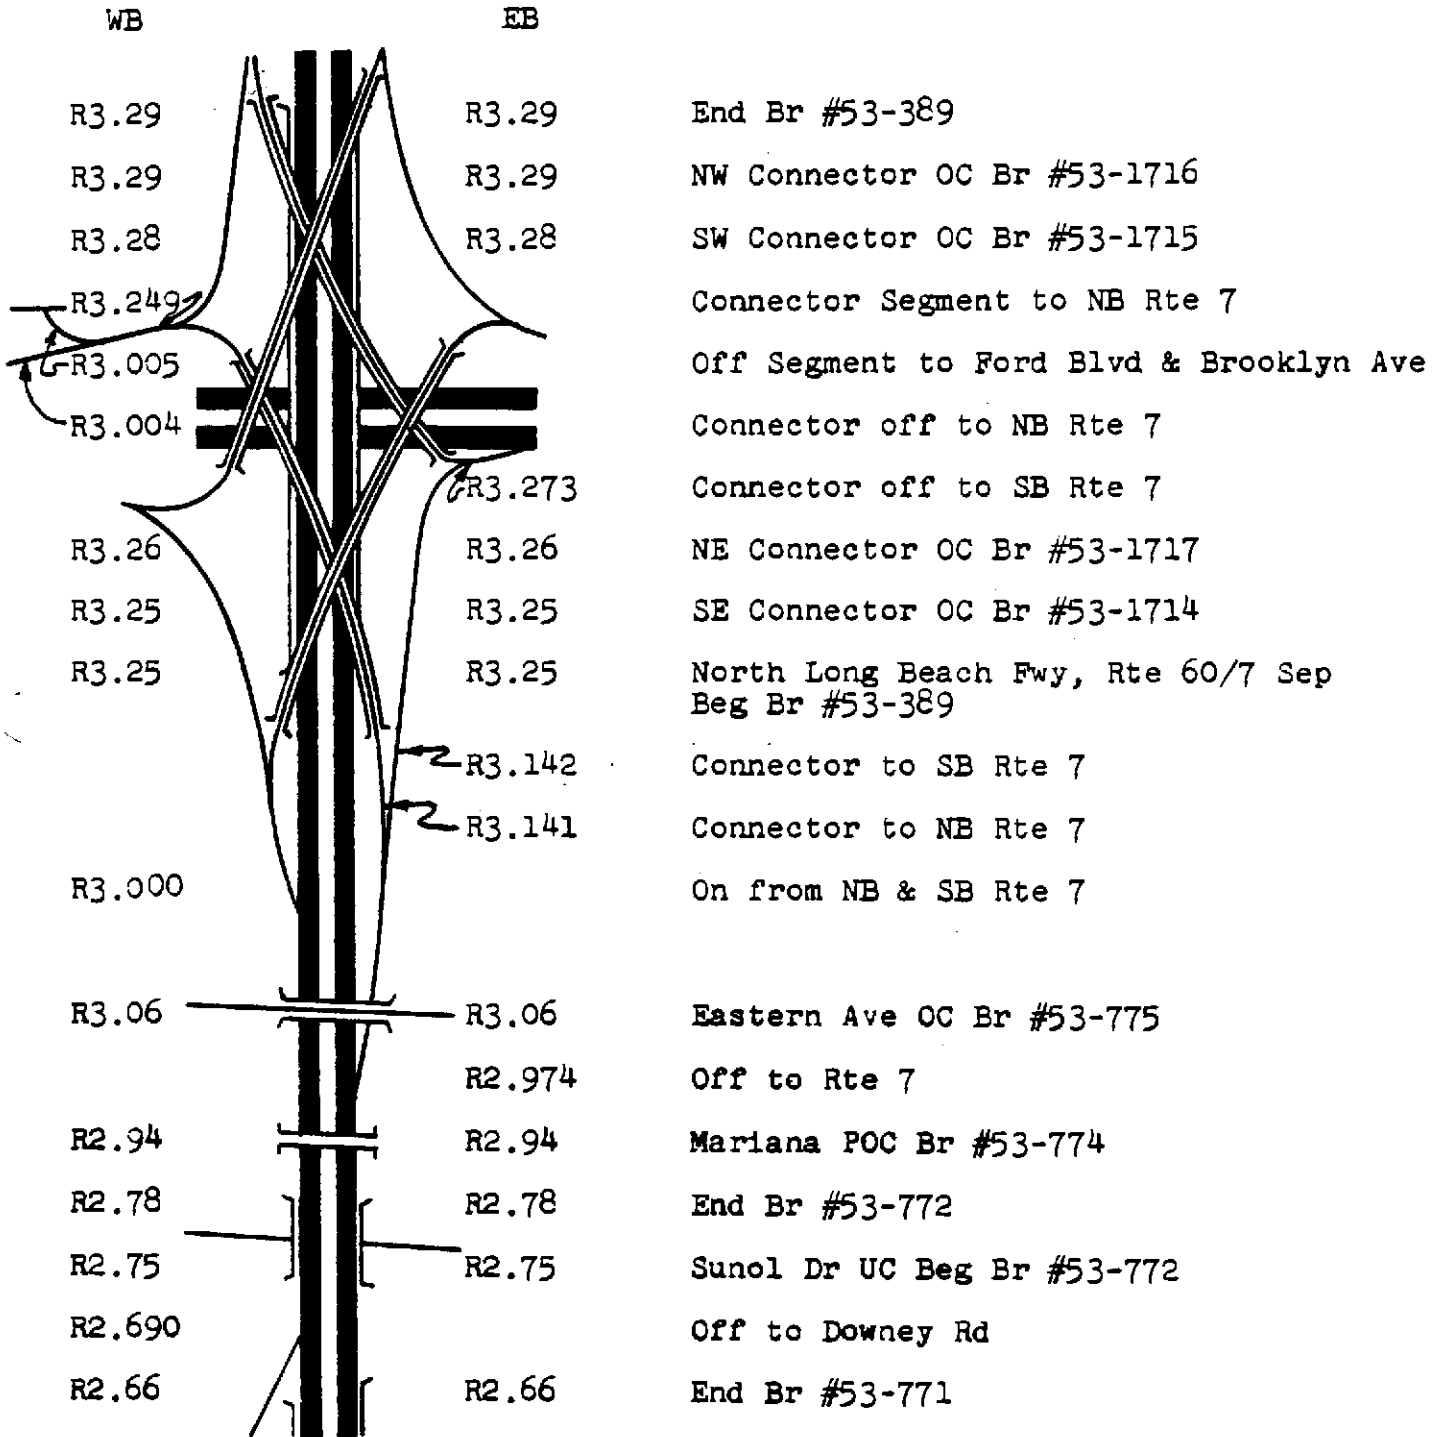 WB EB
R3.29 R3.29 End Br #53-389
R3.29 R3.29 NW Connector OC Br #53-1716
R3.28 R3.28 SW Connector OC Br #53-1715
R3.249 Connector Segment to NB Rte 7
R3.005 Off Segment to Ford Blvd & Brooklyn Ave
R3.004 Connector off to NB Rte 7
R3.273 Connector off to SB Rte 7
R3.26 R3.26 NE Connector OC Br #53-1717
R3.25 R3.25 SE Connector OC Br #53-1714
R3.25 R3.25 North Long Beach Fwy, Rte 60/7 Sep
Beg Br #53-389
R3.142 Connector to SB Rte 7
R3.141 Connector to NB Rte 7
R3.000 On from NB & SB Rte 7
R3.06 R3.06 Eastern Ave OC Br #53-775
R2.974 Off to Rte 7
R2.94 R2.94 Mariana POC Br #53-774
R2.78 R2.78 End Br #53-772
R2.75 R2.75 Sunol Dr UC Beg Br #53-772
R2.690 Off to Downey Rd
R2.66 R2.66 End Br #53-771